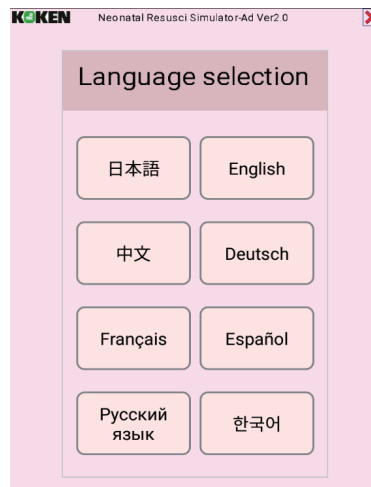 KOKEN Neonatal Resusci Simulator-Ad Ver2.0
Language selection
日本語 English
中文 Deutsch
Français Español
Русский
язык
한국어